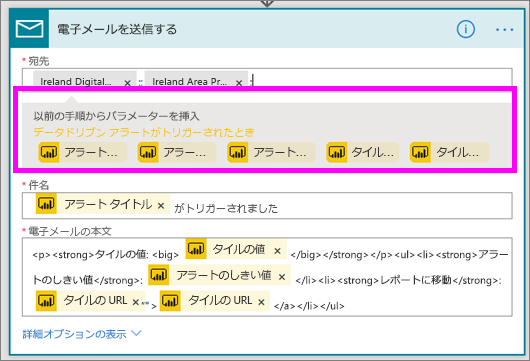 電子メールを送信する
* 宛先
Ireland Digital... × ; Ireland Area Pr... × ;
以前の手順からパラメーターを挿入
データドリブン アラートがトリガーされたとき
アラート... アラー... アラート... タイル... タイル...
* 件名
アラート タイトル × がトリガーされました
* 電子メールの本文
<p><strong>タイルの値: <big> タイルの値 × </big></strong></p><ul><li><strong>アラー
トのしきい値</strong>: アラートのしきい値 × </li><li><strong>レポートに移動</strong>:
タイルの URL ×"" > タイルの URL × </a></li></ul>
詳細オプションの表示